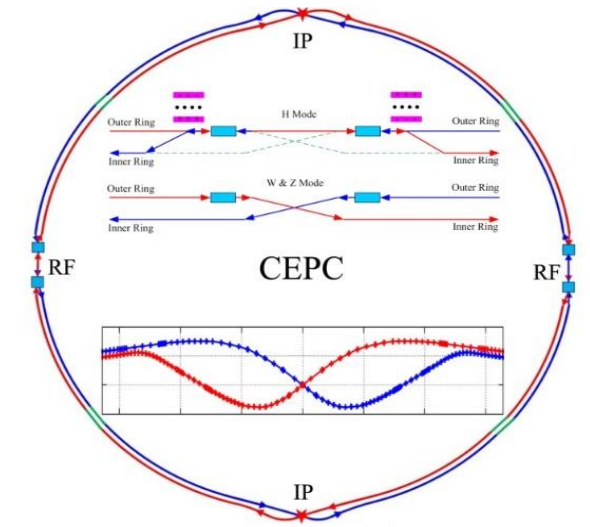 IP
H Mode
Outer Ring
Outer Ring
Inner Ring
Inner Ring
W & Z Mode
Outer Ring
Outer Ring
Inner Ring
Inner Ring
RF
CEPC
RF
IP